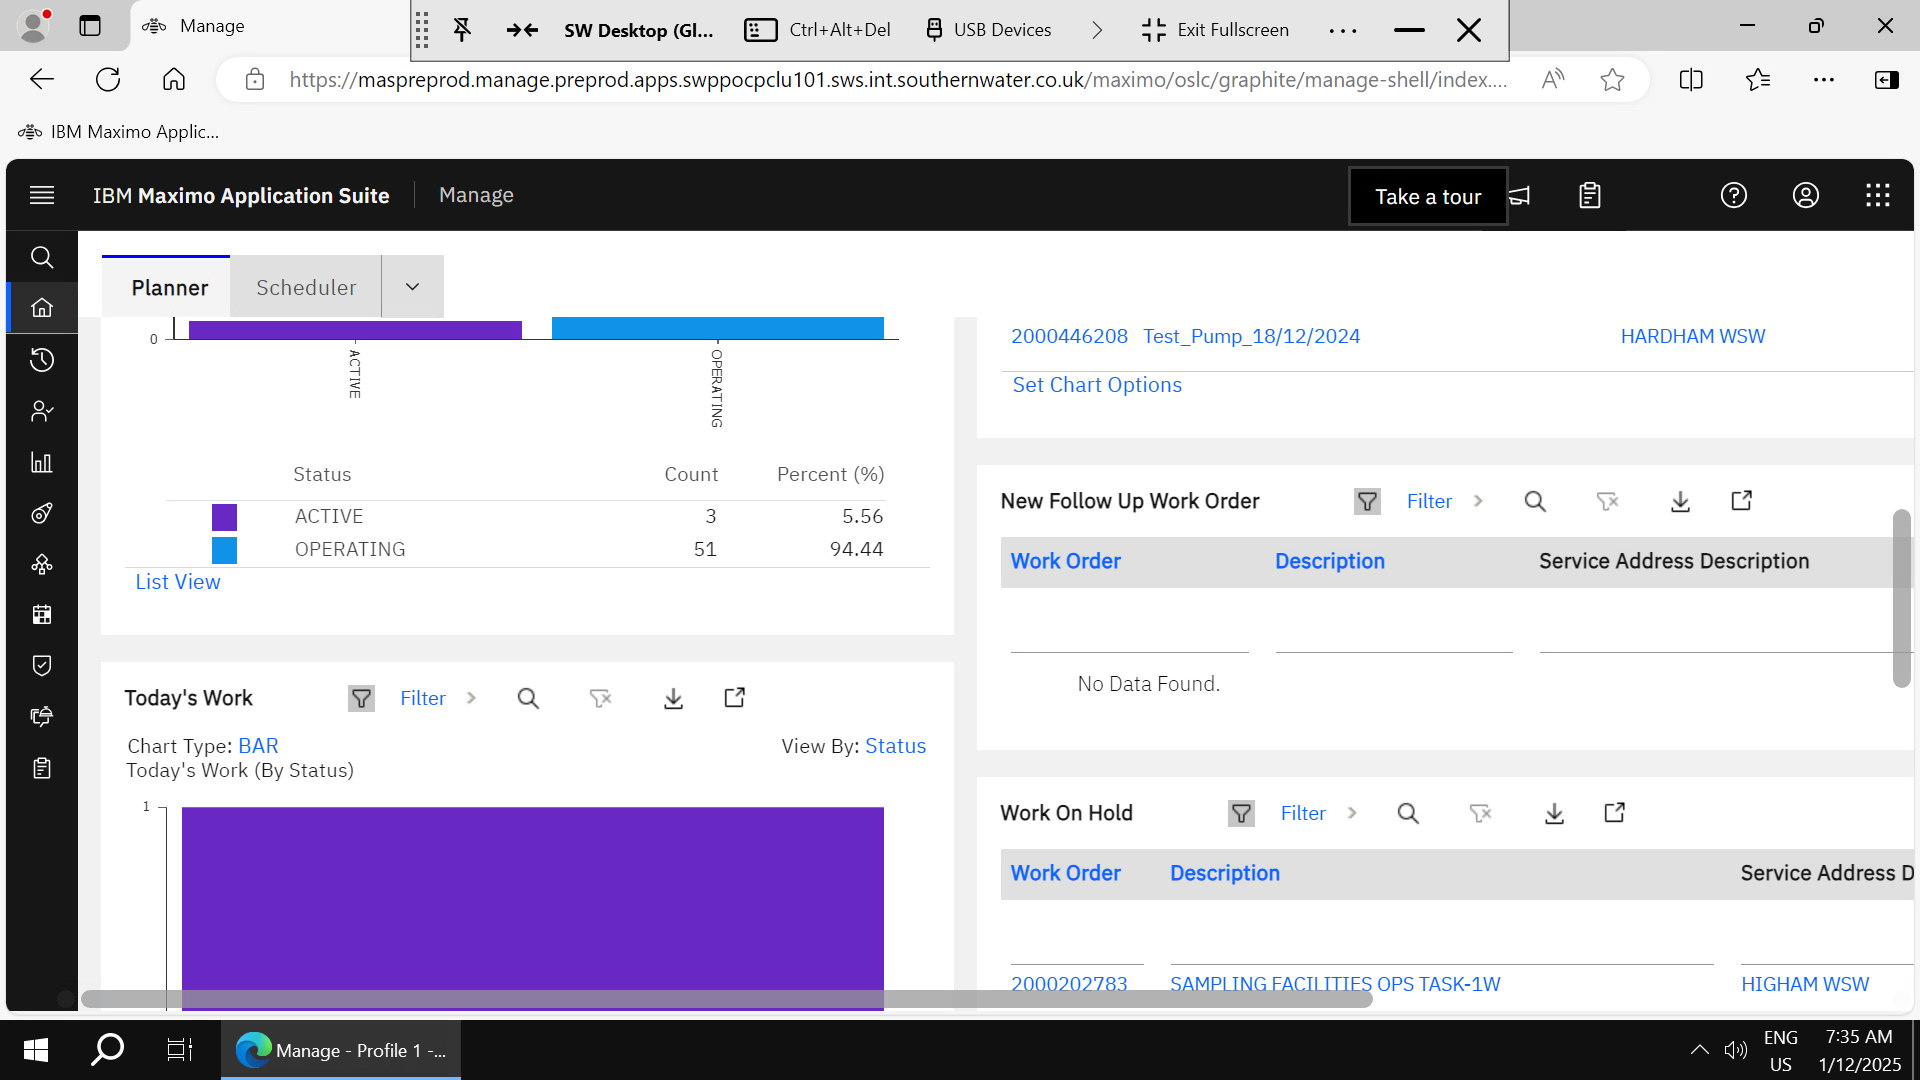 Manage
SW Desktop (Gl...
Ctrl+Alt+Del
USB Devices
Exit Fullscreen
https://maspreprod.manage.preprod.apps.swppocpclu101.sws.int.southernwater.co.uk/maximo/oslc/graphite/manage-shell/index....
IBM Maximo Applic...
IBM Maximo Application Suite
Manage
Take a tour
Planner
Scheduler
0
ACTIVE
OPERATING
Status Count Percent (%)
ACTIVE 3 5.56
OPERATING 51 94.44
List View
Today's Work
Filter
Chart Type: BAR
View By: Status
Today's Work (By Status)
1
2000446208 Test_Pump_18/12/2024 HARDHAM WSW
Set Chart Options
New Follow Up Work Order
Filter
Work Order Description Service Address Description
No Data Found.
Work On Hold
Filter
Work Order Description Service Address D
2000202783 SAMPLING FACILITIES OPS TASK-1W HIGHAM WSW
Manage - Profile 1 -...
ENG
US
7:35 AM
1/12/2025